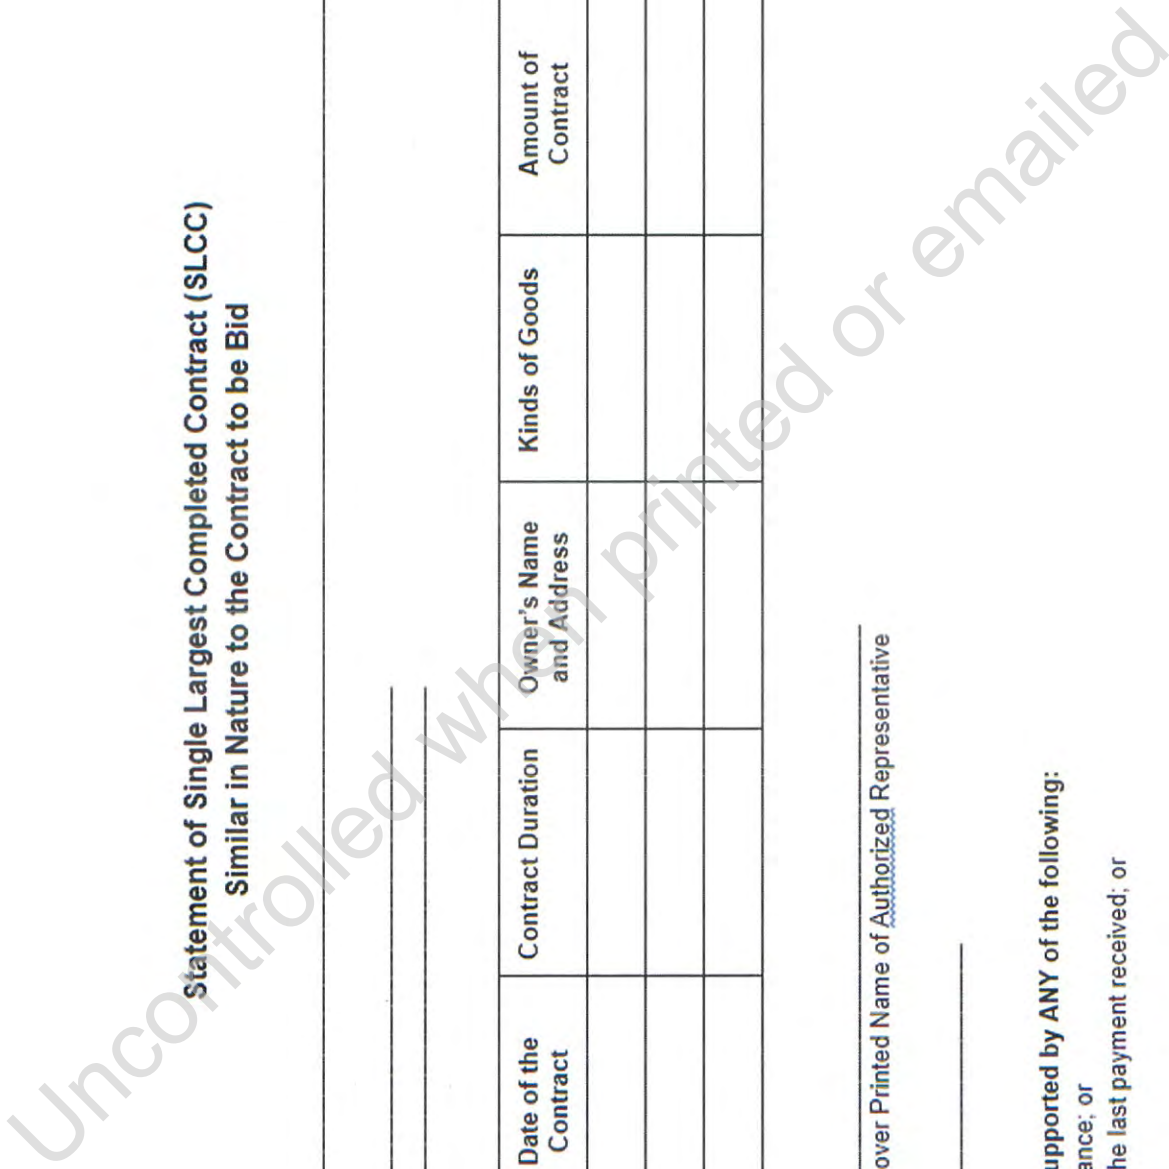 Statement of Single Largest Completed Contract (SLCC)
Similar in Nature to the Contract to be Bid
Date of the Contract
Contract Duration
Owner's Name and Address
Kinds of Goods
Amount of Contract
over Printed Name of Authorized Representative
upported by ANY of the following:
ance; or
he last payment received; or
Uncontrolled when printed or emailed